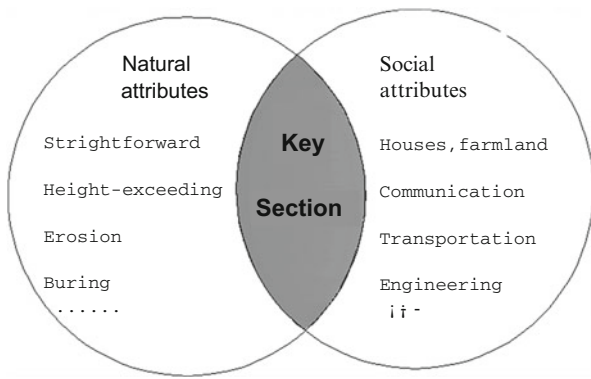 Natural
attributes
Strightforward
Height-exceeding
Erosion
Buring
......
Key
Section
Social
attributes
Houses,farmland
Communication
Transportation
Engineering